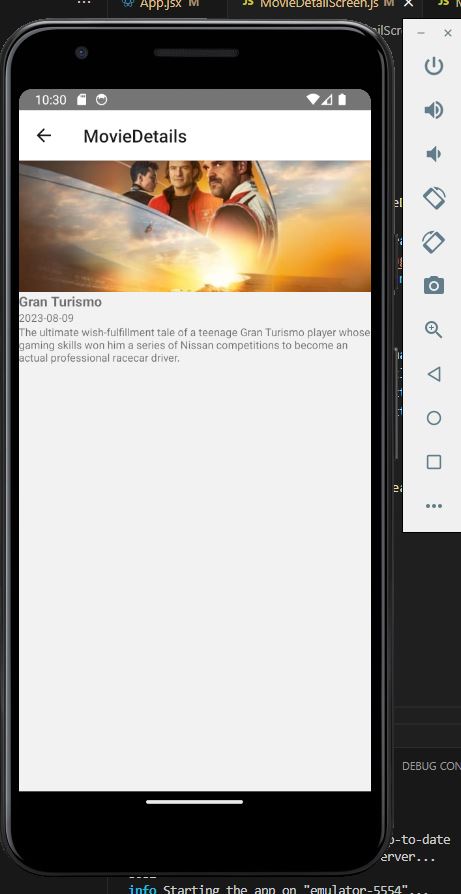 App.jsx M
MovieDetailScreen.js M
10:30
MovieDetails
Gran Turismo
2023-08-09
The ultimate wish-fulfillment tale of a teenage Gran Turismo player whose
gaming skills won him a series of Nissan competitions to become an
actual professional racecar driver.
DEBUG CON
o-to-date
erver...
info Starting the app on "emulator-5554"...